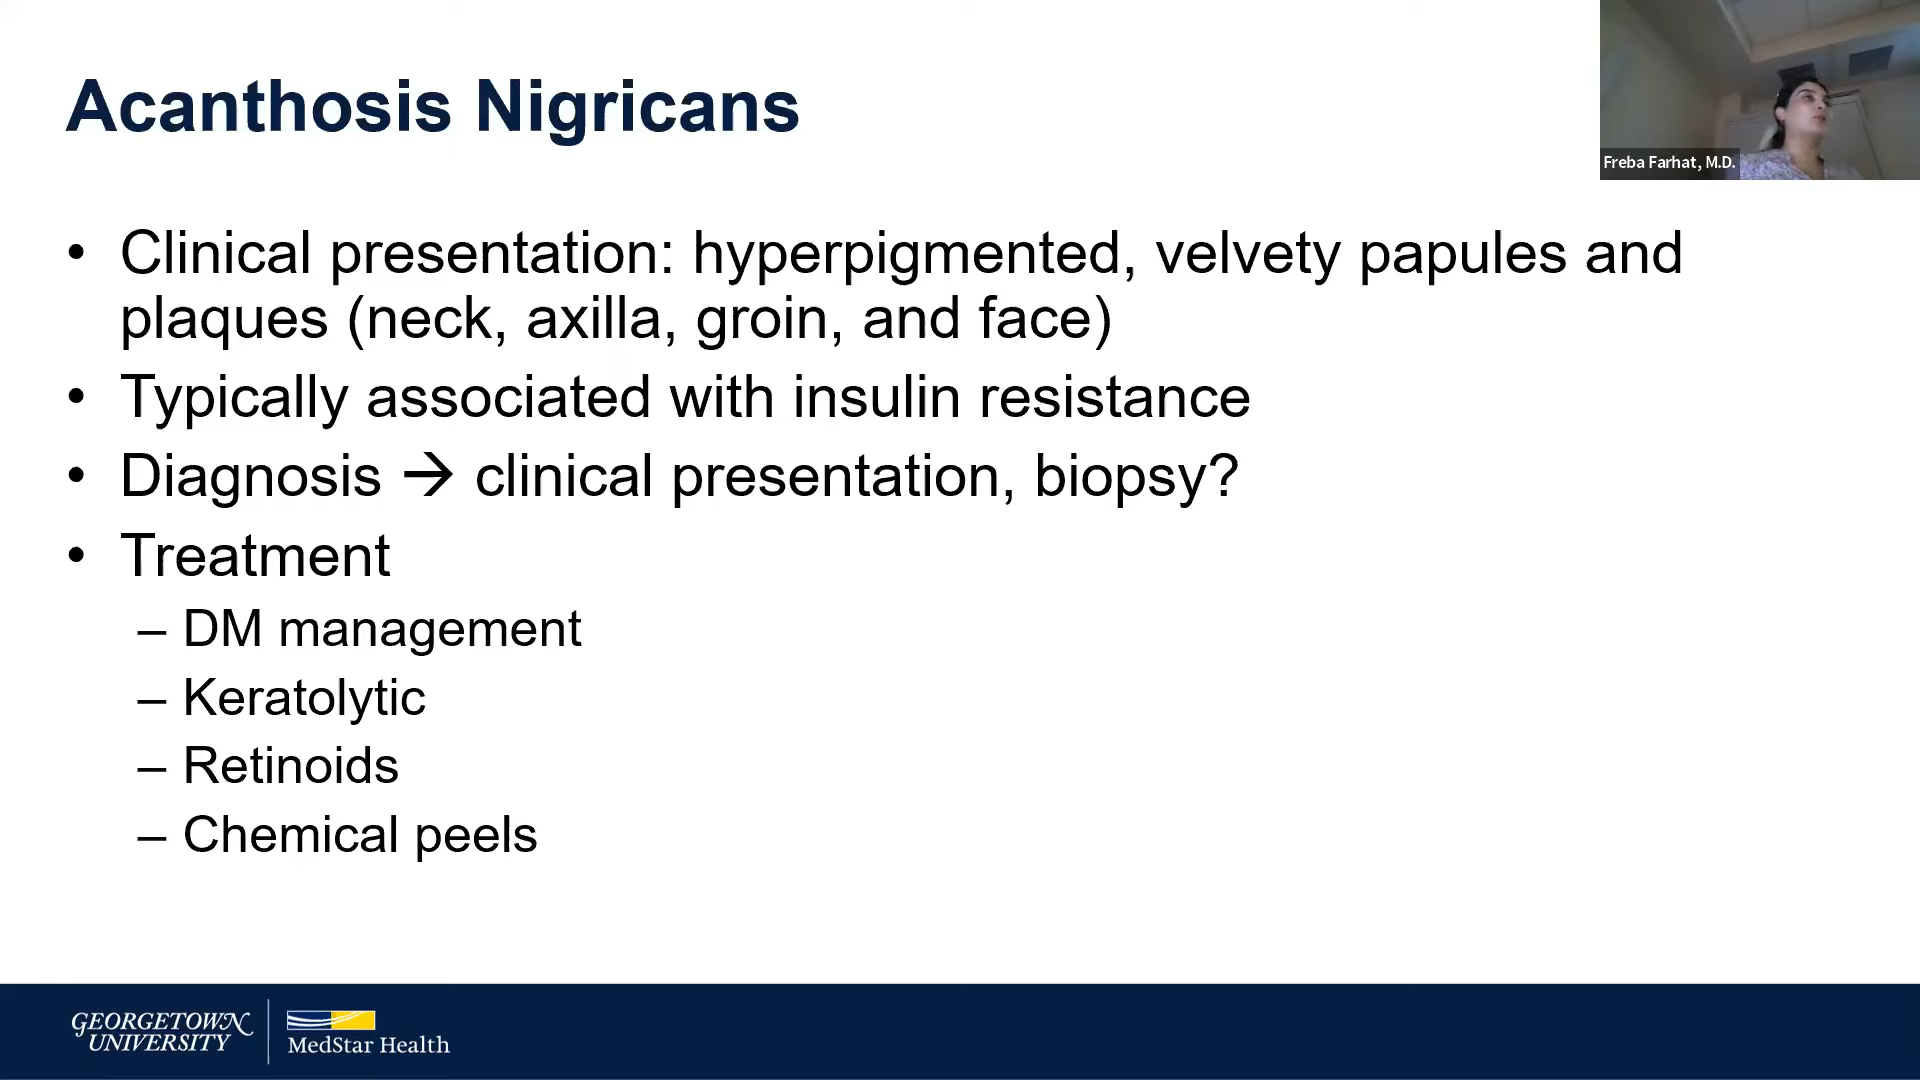 Acanthosis Nigricans
Freba Farhat, M.D.
• Clinical presentation: hyperpigmented, velvety papules and
plaques (neck, axilla, groin, and face)
• Typically associated with insulin resistance
• Diagnosis → clinical presentation, biopsy?
• Treatment
– DM management
– Keratolytic
– Retinoids
– Chemical peels
GEORGETOWN
UNIVERSITY
MedStar Health